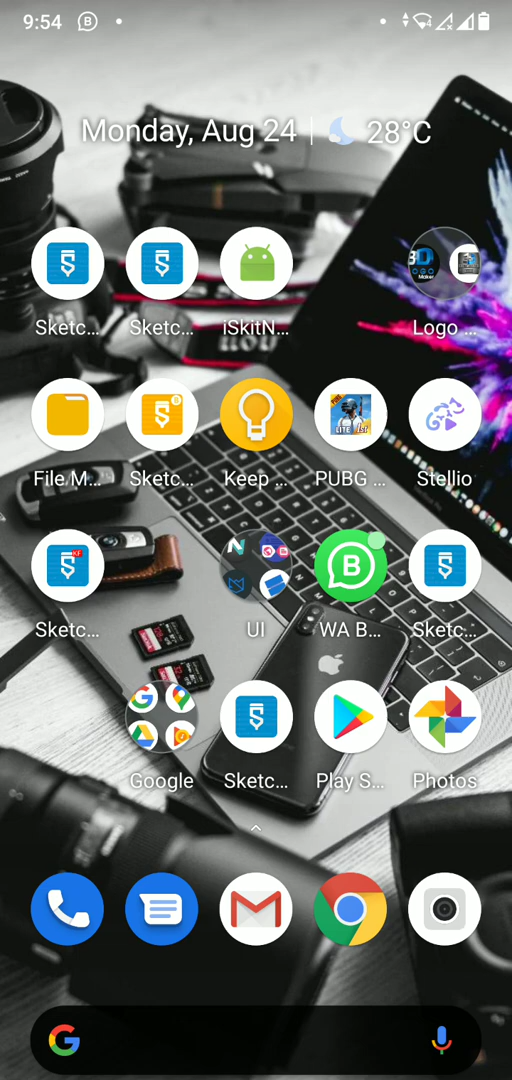 9:54
Monday, Aug 24 | 28°C
Sketc... Sketc... iSkitN... Logo ...
File M... Sketc... Keep ... PUBG ... Stellio
Sketc... UI WA B... Sketc...
Google Sketc... Play S... Photos